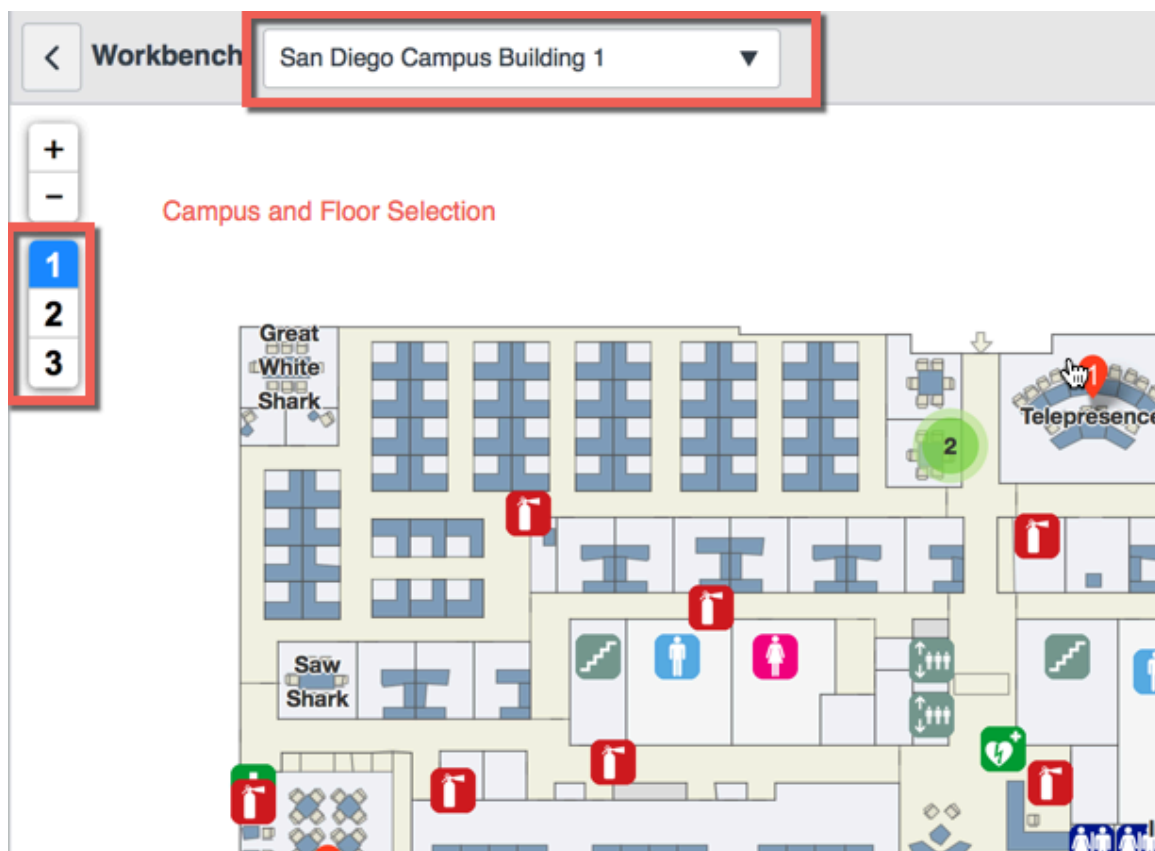 Workbench
San Diego Campus Building 1
+
−
1
2
3
Campus and Floor Selection
Great
White
Shark
1
Telepresence
2
Saw
Shark